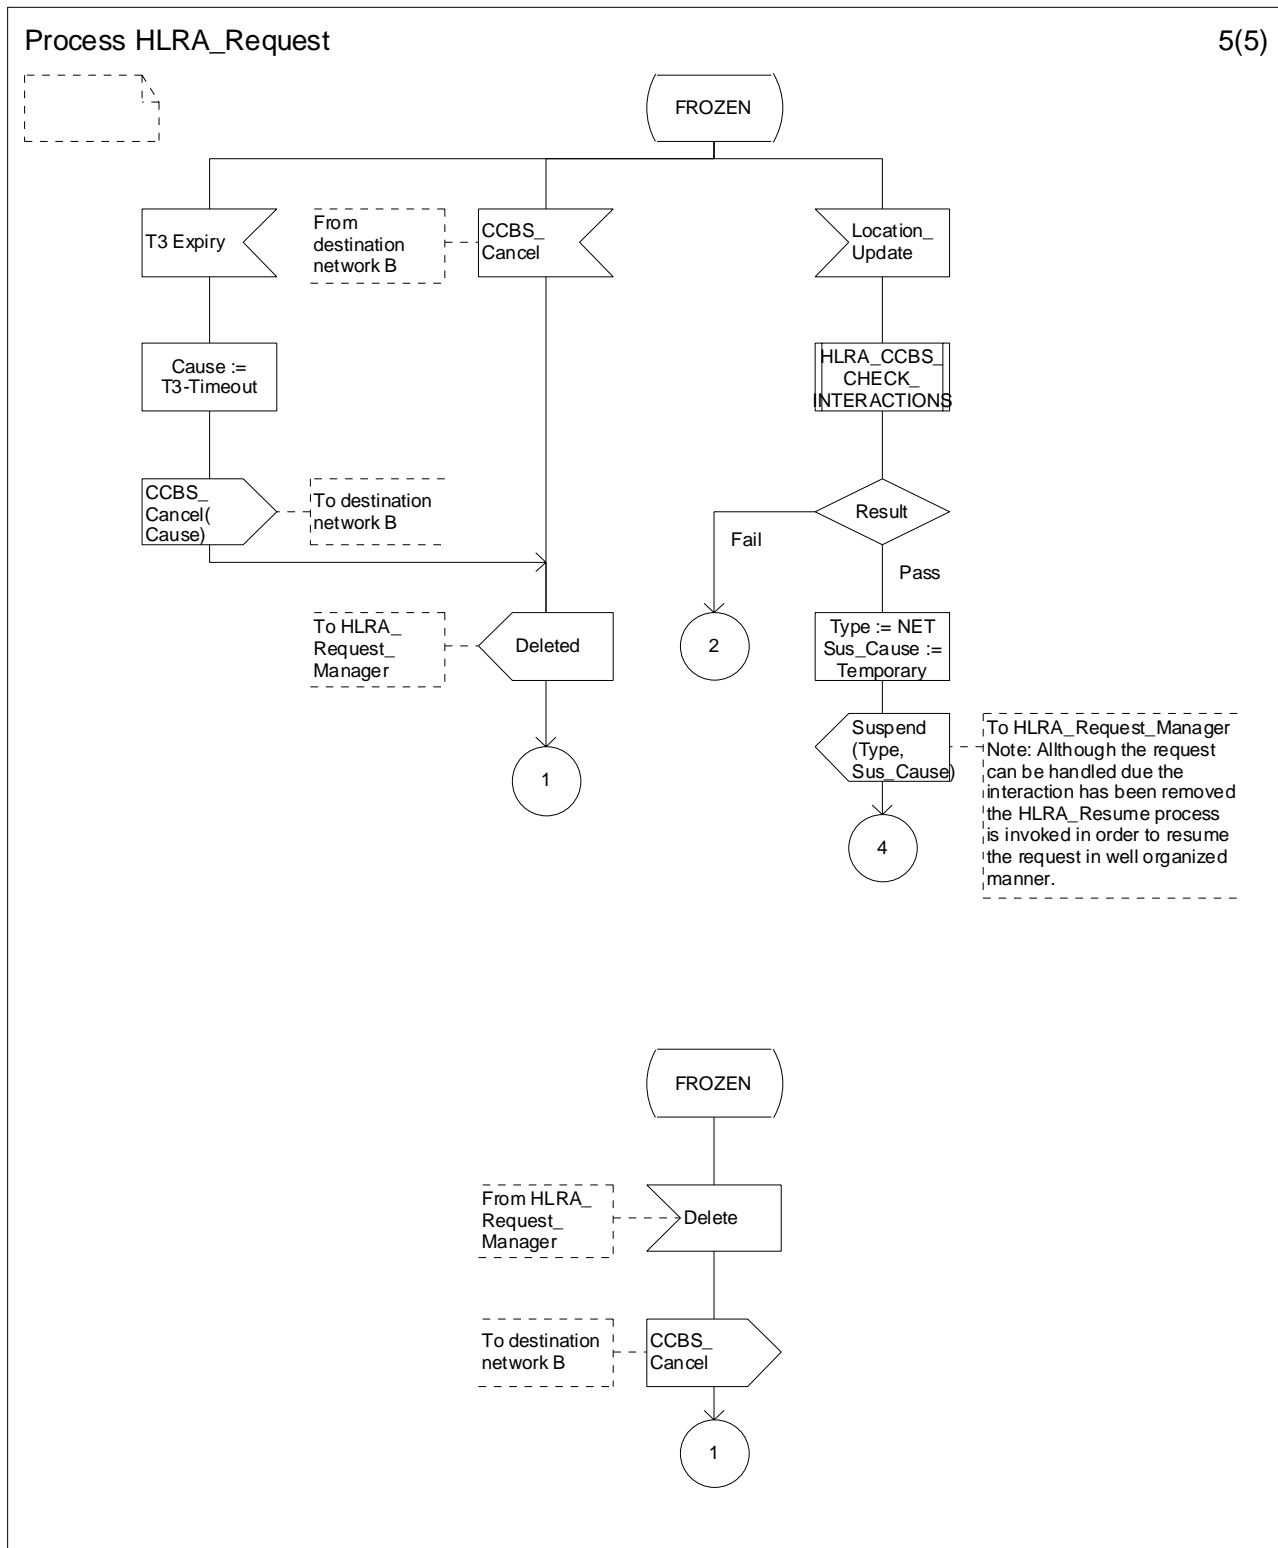 Process HLRA_Request
5(5)
FROZEN
T3 Expiry
From
destination
network B
CCBS_
Cancel
Location_
Update
Cause :=
T3-Timeout
HLRA_CCBS_
CHECK_
INTERACTIONS
CCBS_
Cancel(
Cause)
To destination
network B
Result
Fail
Pass
To HLRA_
Request_
Manager
Deleted
2
Type := NET
Sus_Cause :=
Temporary
1
Suspend
(Type,
Sus_Cause)
To HLRA_Request_Manager
Note: Allthough the request
can be handled due the
interaction has been removed
the HLRA_Resume process
is invoked in order to resume
the request in well organized
manner.
4
FROZEN
From HLRA_
Request_
Manager
Delete
To destination
network B
CCBS_
Cancel
1